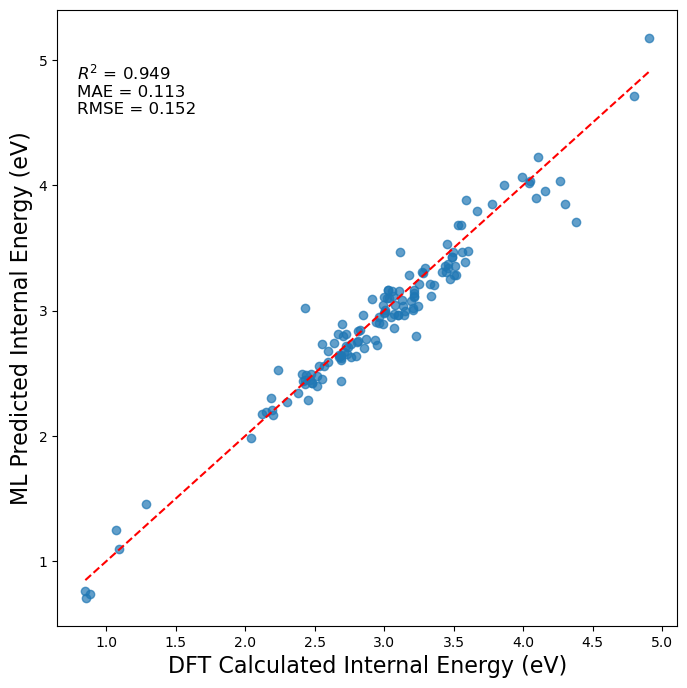 R² = 0.949
MAE = 0.113
RMSE = 0.152
ML Predicted Internal Energy (eV)
5
4
3
2
1
1.0 1.5 2.0 2.5 3.0 3.5 4.0 4.5 5.0
DFT Calculated Internal Energy (eV)